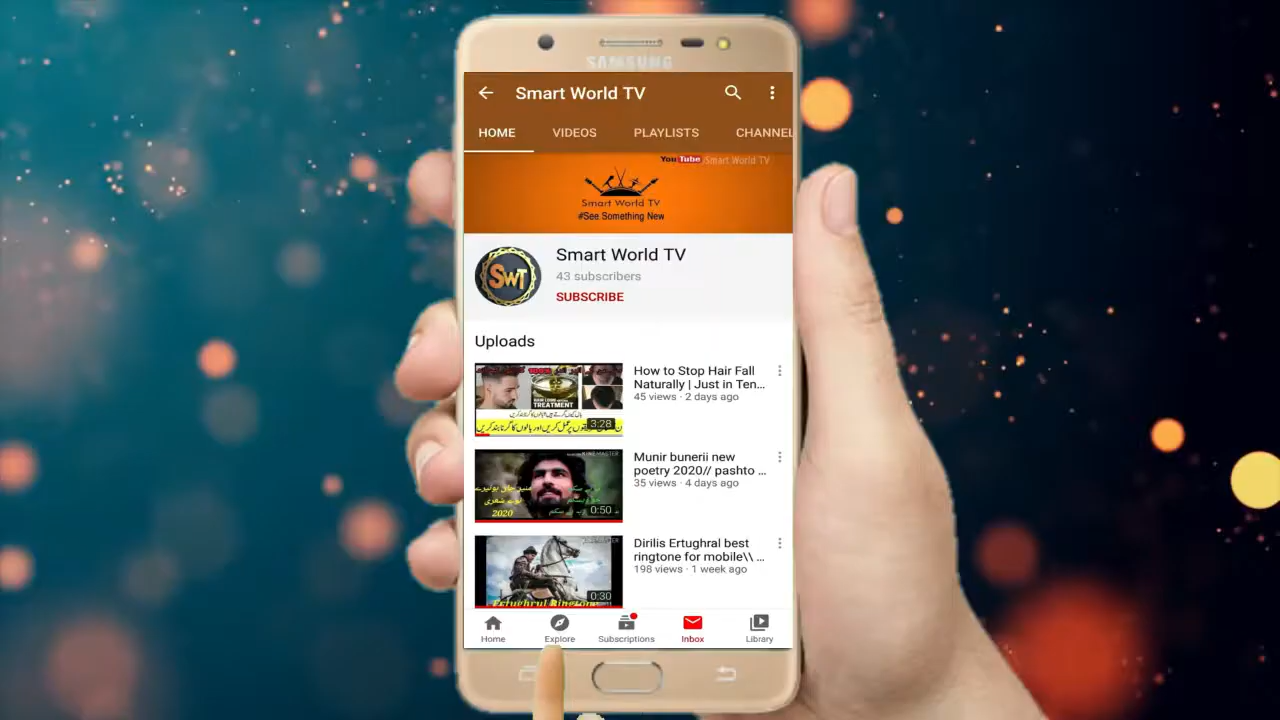 SAMSUNG
Smart World TV
HOME
VIDEOS
PLAYLISTS
CHANNEL
YouTube/Smart World TV
Smart World TV
#See Something New
SWT
Smart World TV
43 subscribers
SUBSCRIBE
Uploads
TREATMENT
3:28
How to Stop Hair Fall
Naturally | Just in Ten...
45 views · 2 days ago
2020
0:50
Munir bunerii new
poetry 2020// pashto ...
35 views · 4 days ago
Ertughrul Ringtone
0:30
Dirilis Ertughral best
ringtone for mobile\\ ...
198 views · 1 week ago
Home
Explore
Subscriptions
Inbox
Library